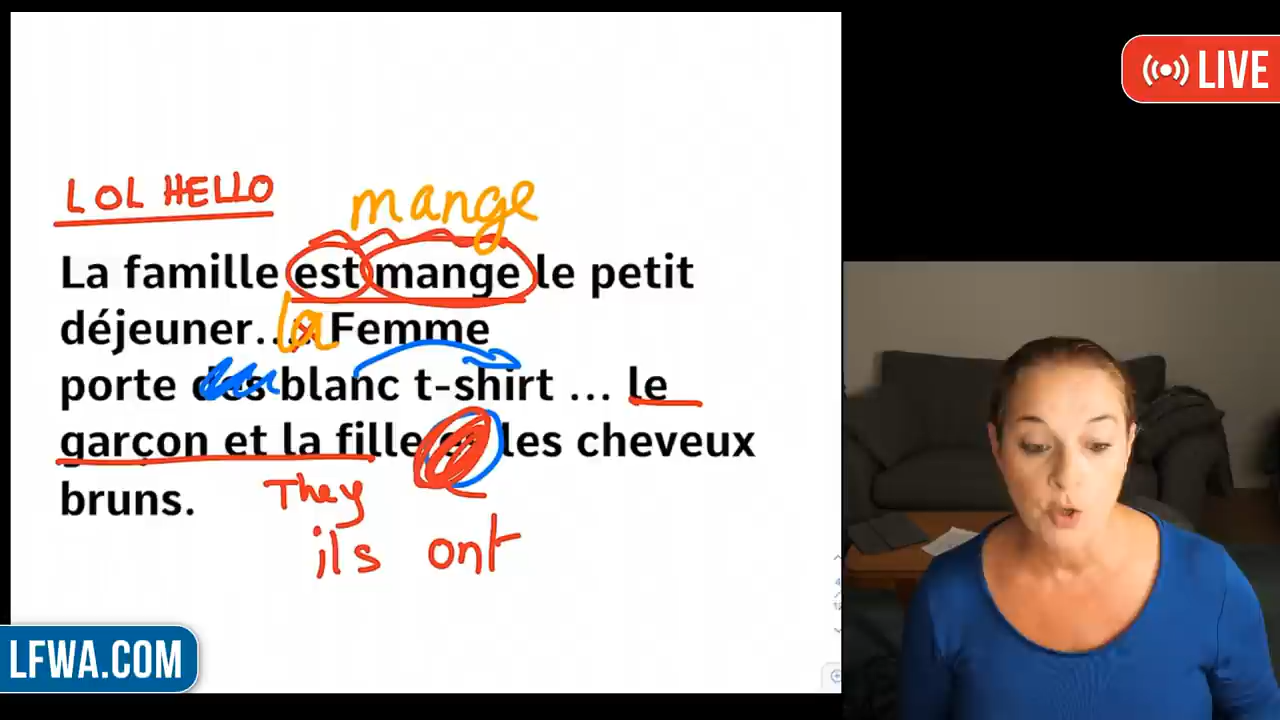 LIVE
LOL HELLO
mange
La famille est mange le petit
déjeuner... la Femme
porte des blanc t-shirt ... le
garçon et la fille les cheveux
bruns.
They
ils ont
LFWA.COM